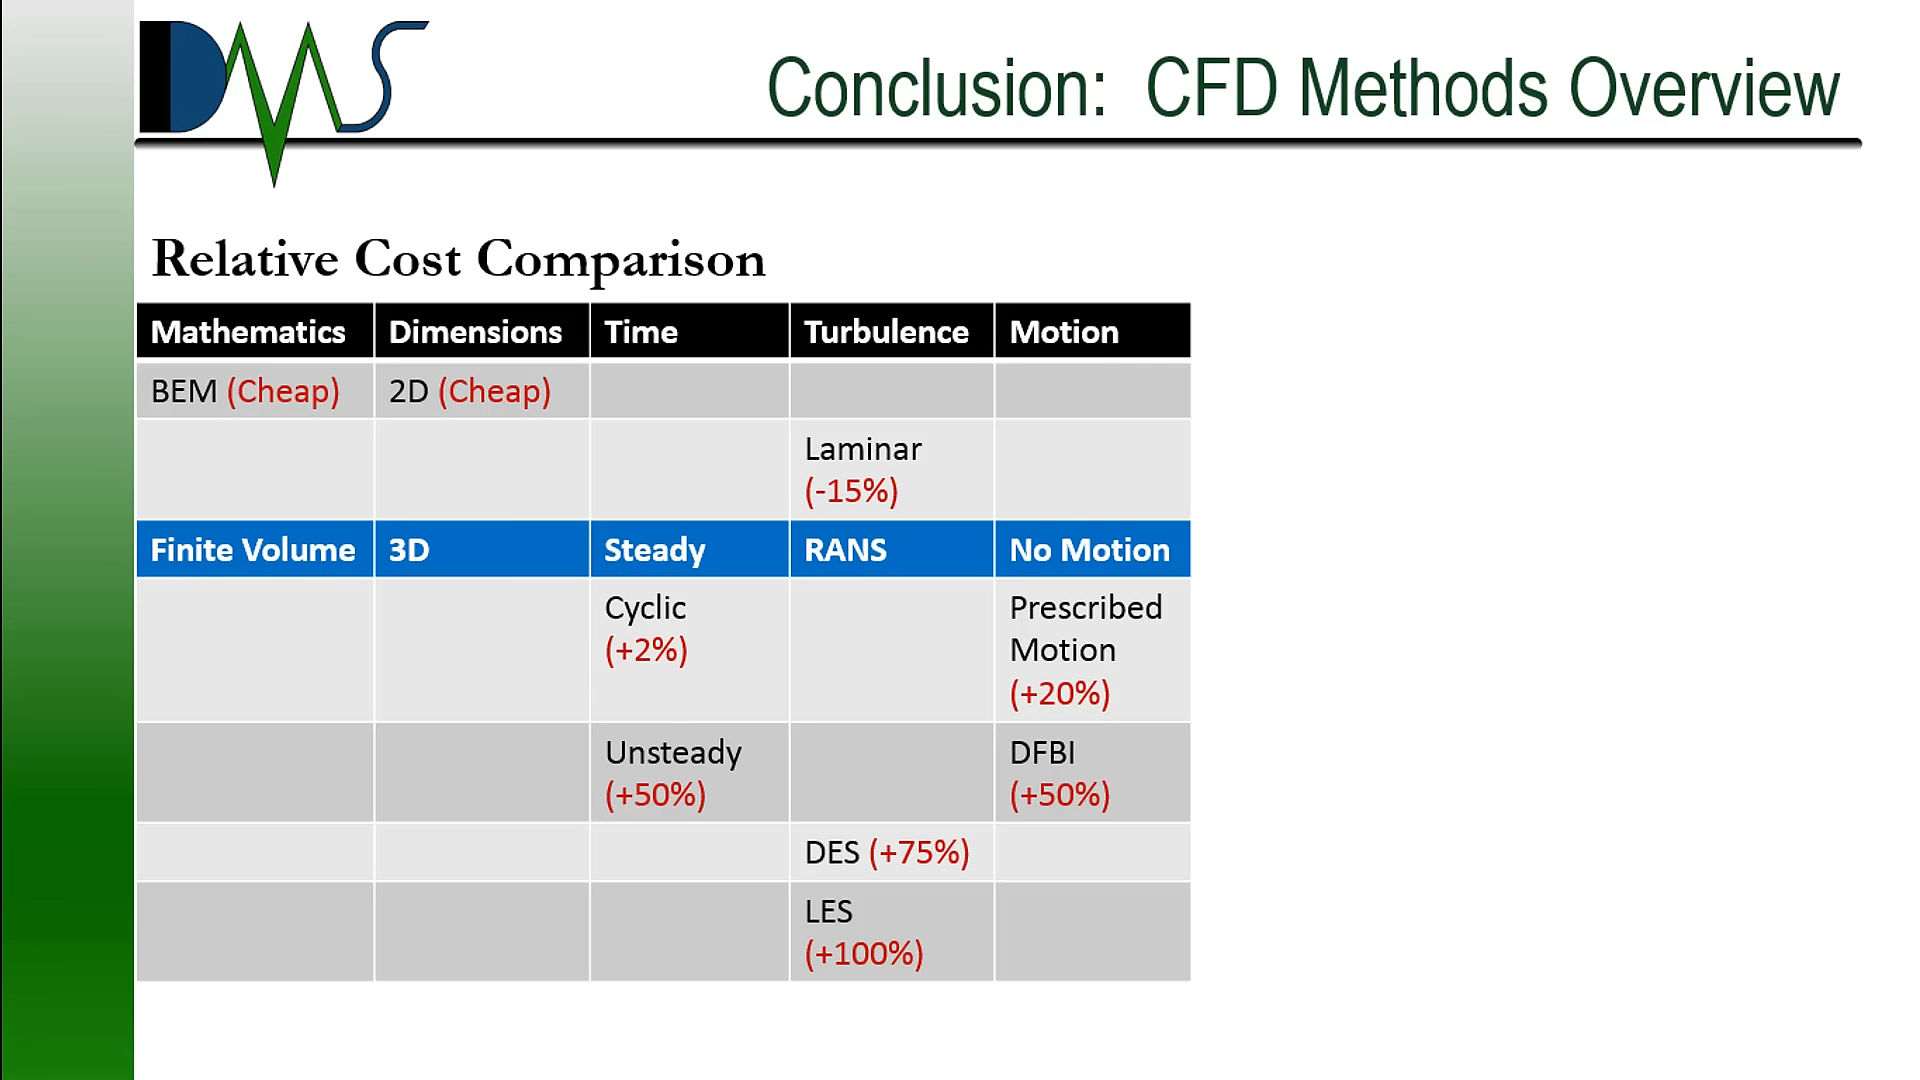 DMS
Conclusion: CFD Methods Overview
Relative Cost Comparison
Mathematics Dimensions Time Turbulence Motion
BEM (Cheap) 2D (Cheap)
Laminar
(-15%)
Finite Volume 3D Steady RANS No Motion
Cyclic
(+2%)
Prescribed
Motion
(+20%)
Unsteady
(+50%)
DFBI
(+50%)
DES (+75%)
LES
(+100%)